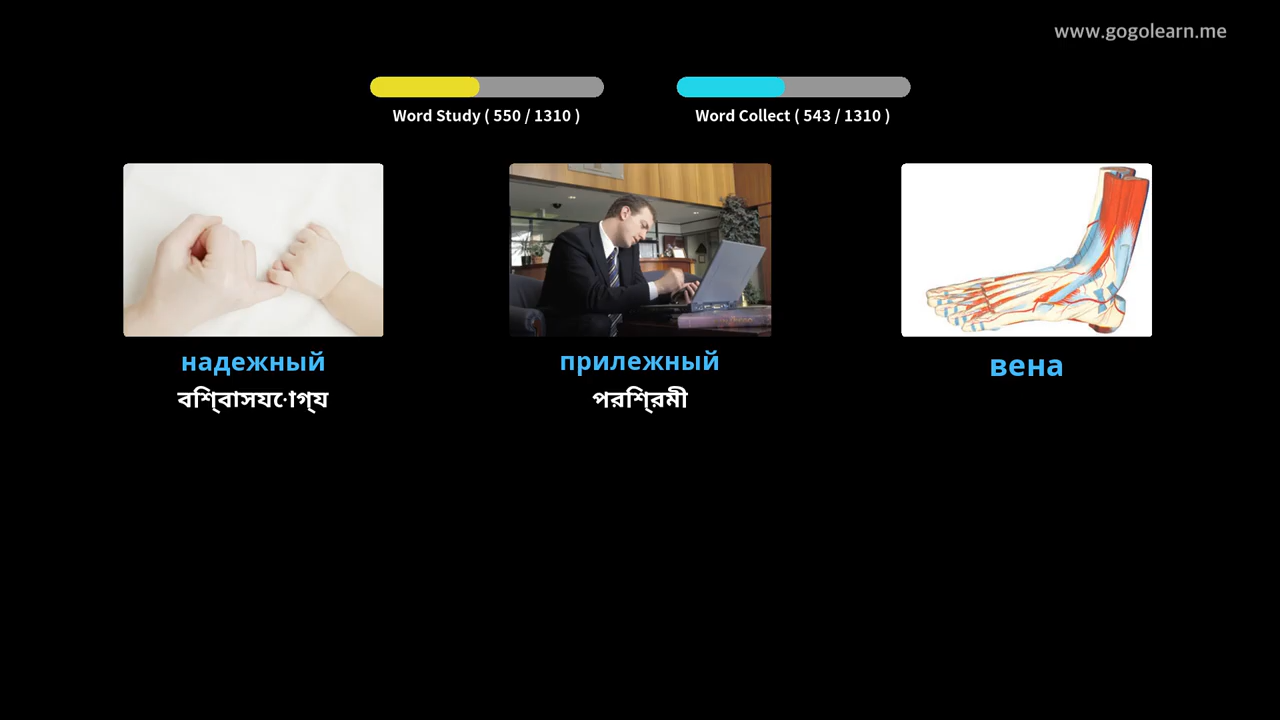 www.gogolearn.me
Word Study ( 550 / 1310 )
Word Collect ( 543 / 1310 )
надежный
прилежный
вена
বিশ্বাসযোগ্য
পরিশ্রমী